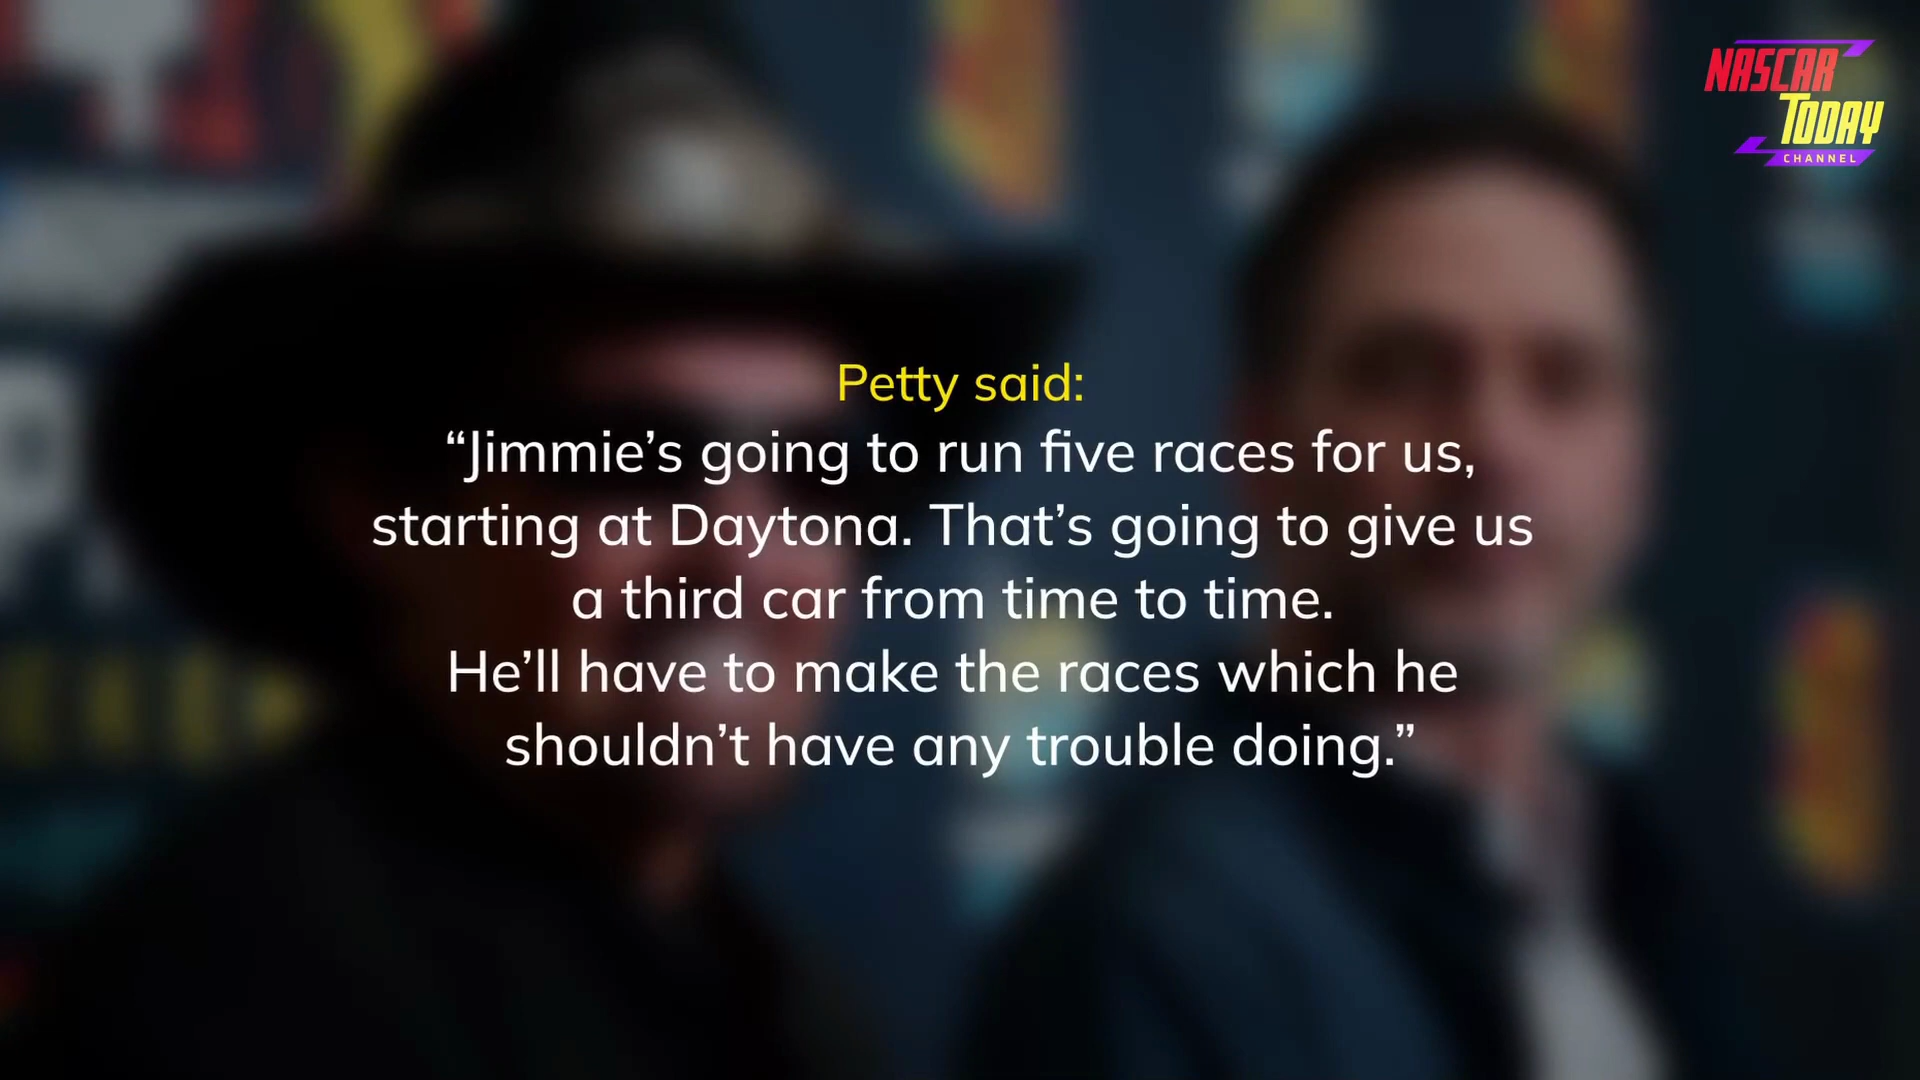 NASCAR
TODAY
CHANNEL
Petty said:
“Jimmie’s going to run five races for us,
starting at Daytona. That’s going to give us
a third car from time to time.
He’ll have to make the races which he
shouldn’t have any trouble doing.”